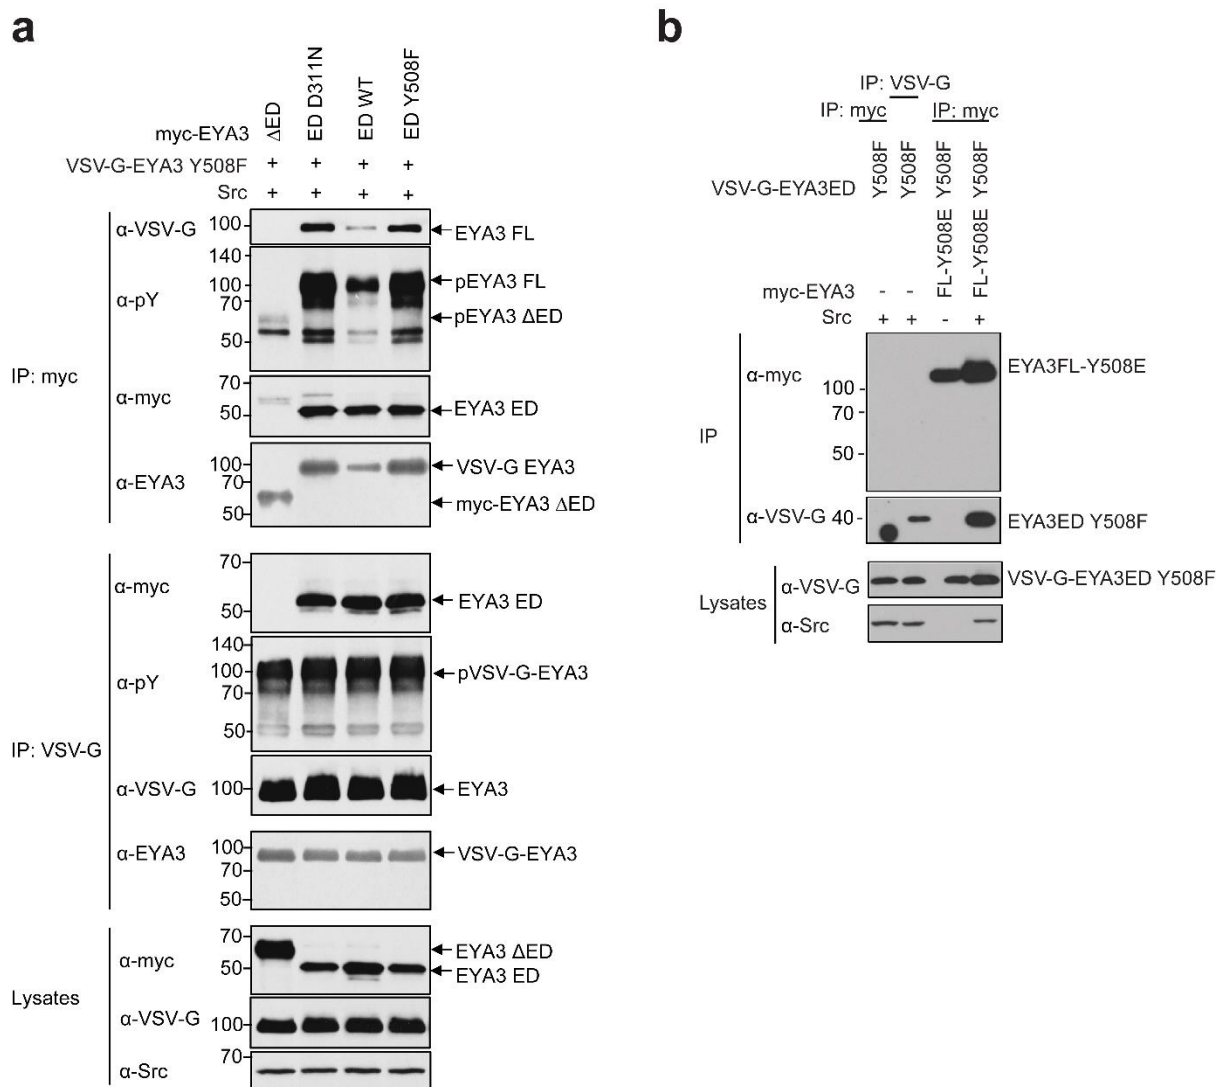 a
myc-EYA3
ΔED
ED D311N
ED WT
ED Y508F
VSV-G-EYA3 Y508F + + + +
Src + + + +
IP: myc
α-VSV-G
100
EYA3 FL
α-pY
140
100
70
50
pEYA3 FL
pEYA3 ΔED
α-myc
70
50
EYA3 ED
α-EYA3
100
70
50
VSV-G EYA3
myc-EYA3 ΔED
IP: VSV-G
α-myc
70
50
EYA3 ED
α-pY
140
100
70
50
pVSV-G-EYA3
α-VSV-G
100
EYA3
α-EYA3
100
70
50
VSV-G-EYA3
Lysates
α-myc
70
50
EYA3 ΔED
EYA3 ED
α-VSV-G
100
α-Src
70
b
IP: VSV-G
IP: myc
IP: myc
VSV-G-EYA3ED
Y508F
Y508F
Y508F
Y508F
myc-EYA3 - -
FL-Y508E
FL-Y508E
Src + + - +
IP
α-myc
100
70
50
EYA3FL-Y508E
α-VSV-G
40
EYA3ED Y508F
Lysates
α-VSV-G
VSV-G-EYA3ED Y508F
α-Src